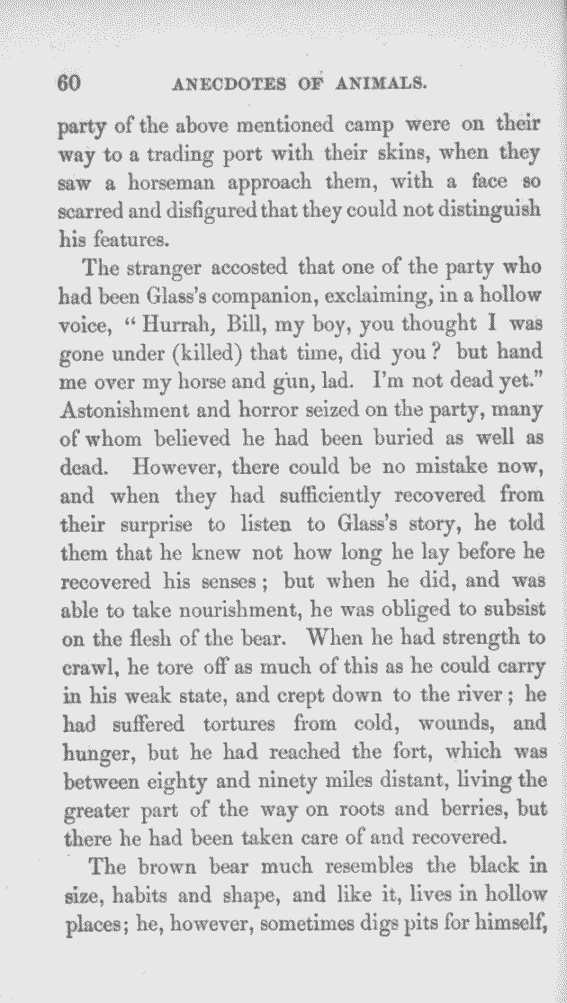 60 ANECDOTES OF ANIMALS.
party of the above mentioned camp were on their
way to a trading port with their skins, when they
saw a horseman approach them, with a face so
scarred and disfigured that they could not distinguish
his features.
The stranger accosted that one of the party who
had been Glass's companion, exclaiming, in a hollow
voice, “ Hurrah, Bill, my boy, you thought I was
gone under (killed) that time, did you ? but hand
me over my horse and gun, lad. I'm not dead yet.”
Astonishment and horror seized on the party, many
of whom believed he had been buried as well as
dead. However, there could be no mistake now,
and when they had sufficiently recovered from
their surprise to listen to Glass's story, he told
them that he knew not how long he lay before he
recovered his senses ; but when he did, and was
able to take nourishment, he was obliged to subsist
on the flesh of the bear. When he had strength to
crawl, he tore off as much of this as he could carry
in his weak state, and crept down to the river ; he
had suffered tortures from cold, wounds, and
hunger, but he had reached the fort, which was
between eighty and ninety miles distant, living the
greater part of the way on roots and berries, but
there he had been taken care of and recovered.
The brown bear much resembles the black in
size, habits and shape, and like it, lives in hollow
places; he, however, sometimes digs pits for himself,